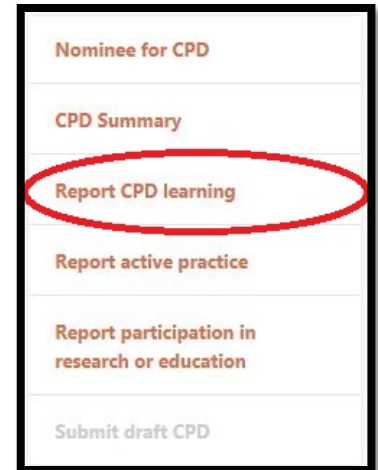 Nominee for CPD
CPD Summary
Report CPD learning
Report active practice
Report participation in
research or education
Submit draft CPD